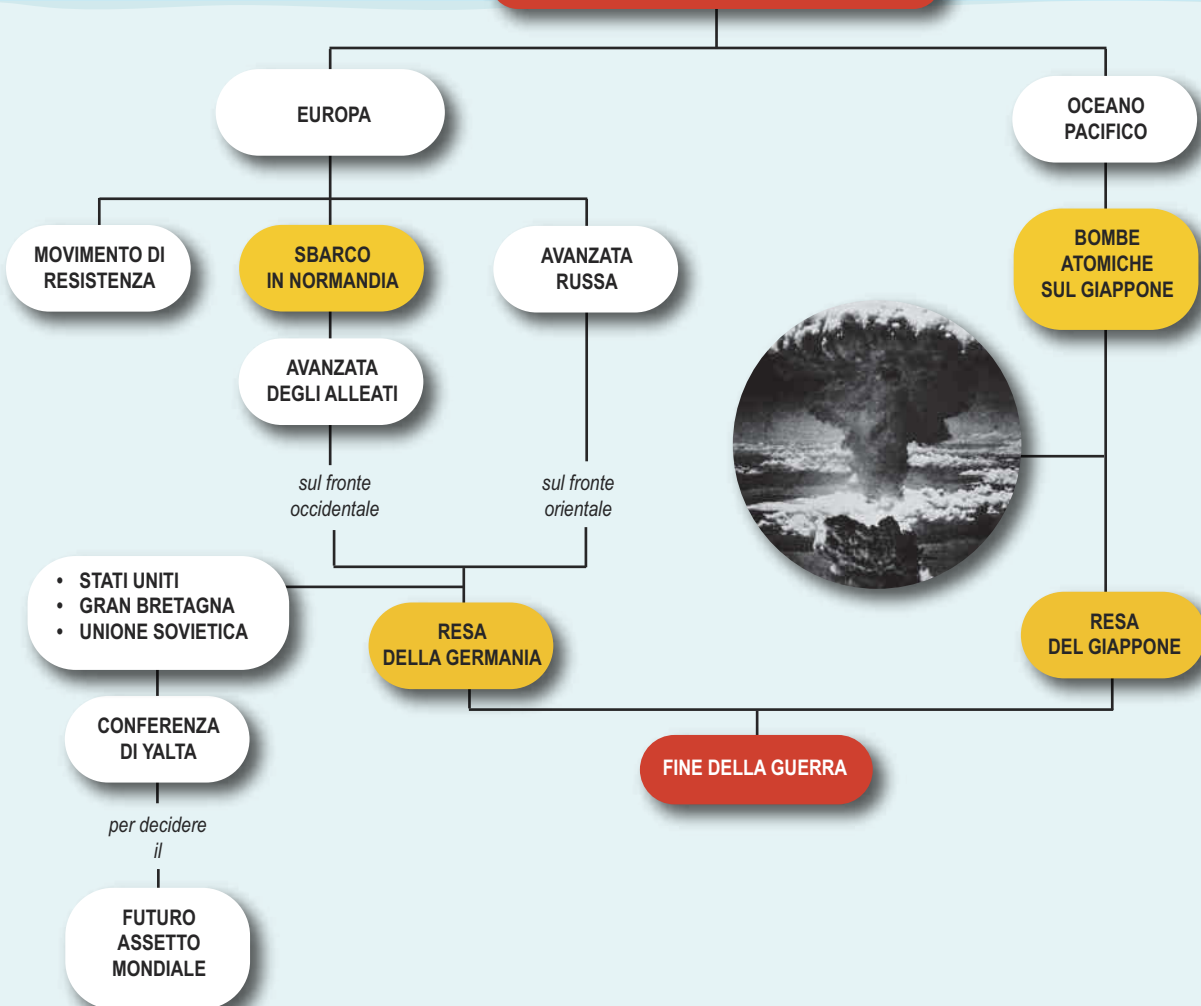 EUROPA
OCEANO
PACIFICO
MOVIMENTO DI
RESISTENZA
SBARCO
IN NORMANDIA
AVANZATA
RUSSA
BOMBE
ATOMICHE
SUL GIAPPONE
AVANZATA
DEGLI ALLEATI
sul fronte
occidentale
sul fronte
orientale
• STATI UNITI
• GRAN BRETAGNA
• UNIONE SOVIETICA
RESA
DELLA GERMANIA
RESA
DEL GIAPPONE
CONFERENZA
DI YALTA
FINE DELLA GUERRA
per decidere
il
FUTURO
ASSETTO
MONDIALE